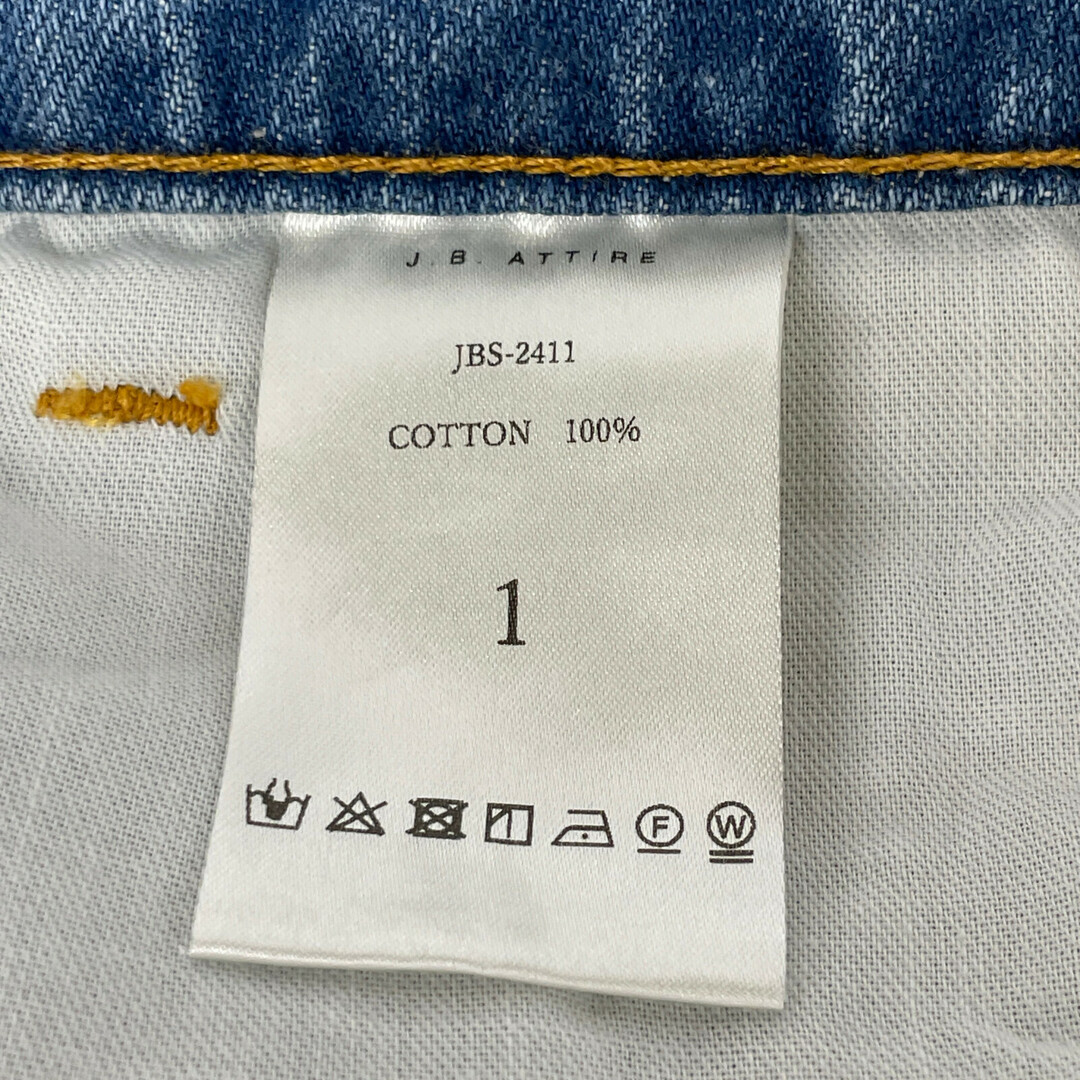 J.B. ATTIRE
JBS-2411
COTTON 100%
1
F W